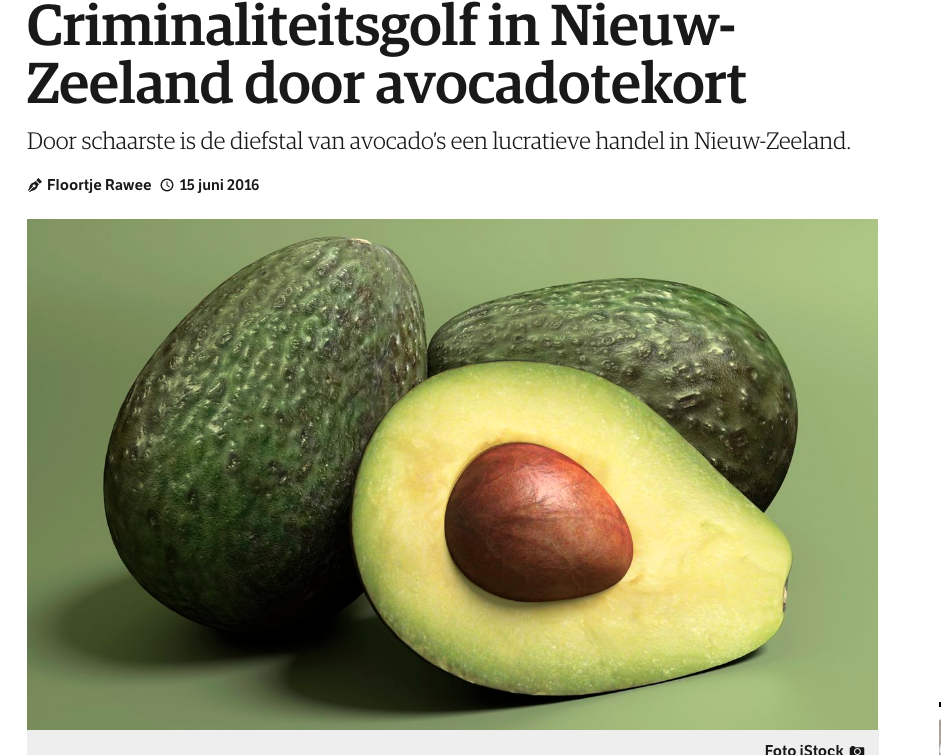 Criminaliteitsgolf in Nieuw-
Zeeland door avocadotekort
Door schaarste is de diefstal van avocado’s een lucratieve handel in Nieuw-Zeeland.
Floortje Rawee 15 juni 2016
Foto iStock